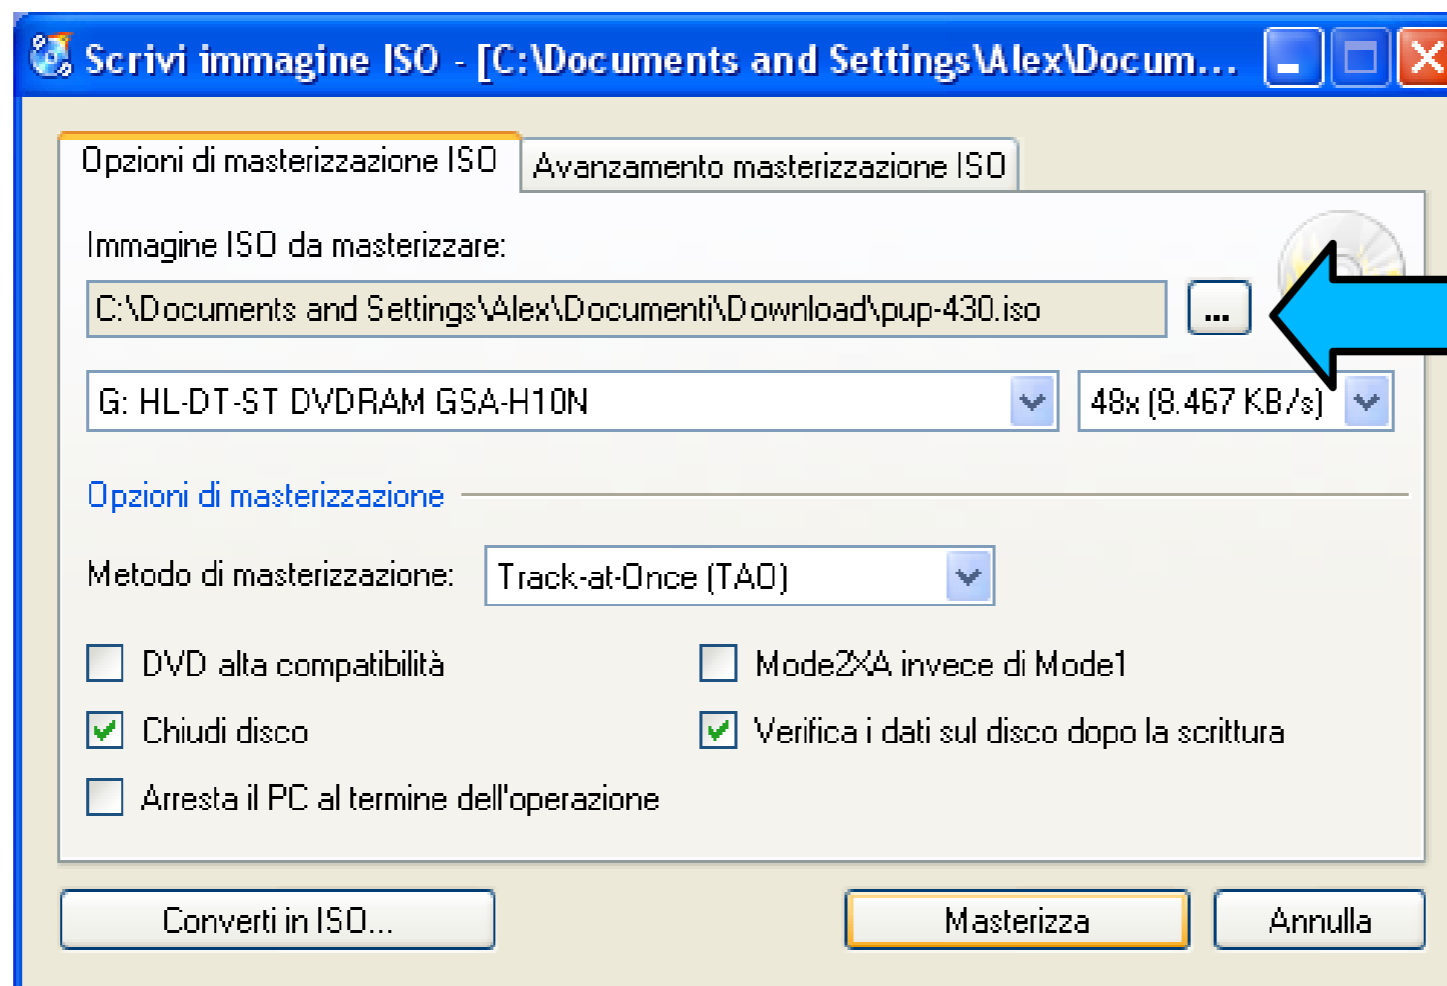 Scrivi immagine ISO - [C:\Documents and Settings\Alex\Docum...
Opzioni di masterizzazione ISO
Avanzamento masterizzazione ISO
Immagine ISO da masterizzare:
C:\Documents and Settings\Alex\Documenti\Download\pup-430.iso
...
G: HL-DT-ST DVDRAM GSA-H10N
48x (8.467 KB/s)
Opzioni di masterizzazione
Metodo di masterizzazione:
Track-at-Once (TAO)
DVD alta compatibilità
Mode2XA invece di Mode1
Chiudi disco
Verifica i dati sul disco dopo la scrittura
Arresta il PC al termine dell'operazione
Converti in ISO...
Masterizza
Annulla